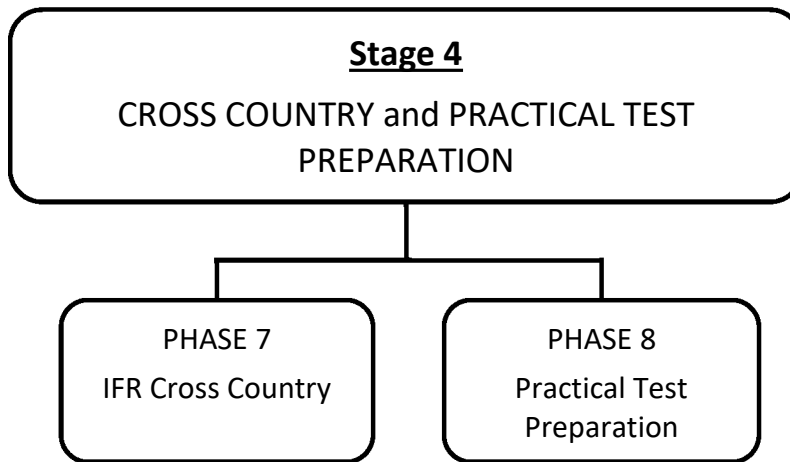 Stage 4
CROSS COUNTRY and PRACTICAL TEST
PREPARATION
PHASE 7
IFR Cross Country
PHASE 8
Practical Test
Preparation